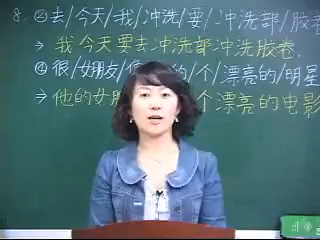 8. ②去/今天/我/冲洗/要/冲洗部/胶卷
→ 我今天要去冲洗部冲洗胶卷.
④很/女朋友/ 的/个/漂亮的/明星
→ 他的女 个漂亮的电影